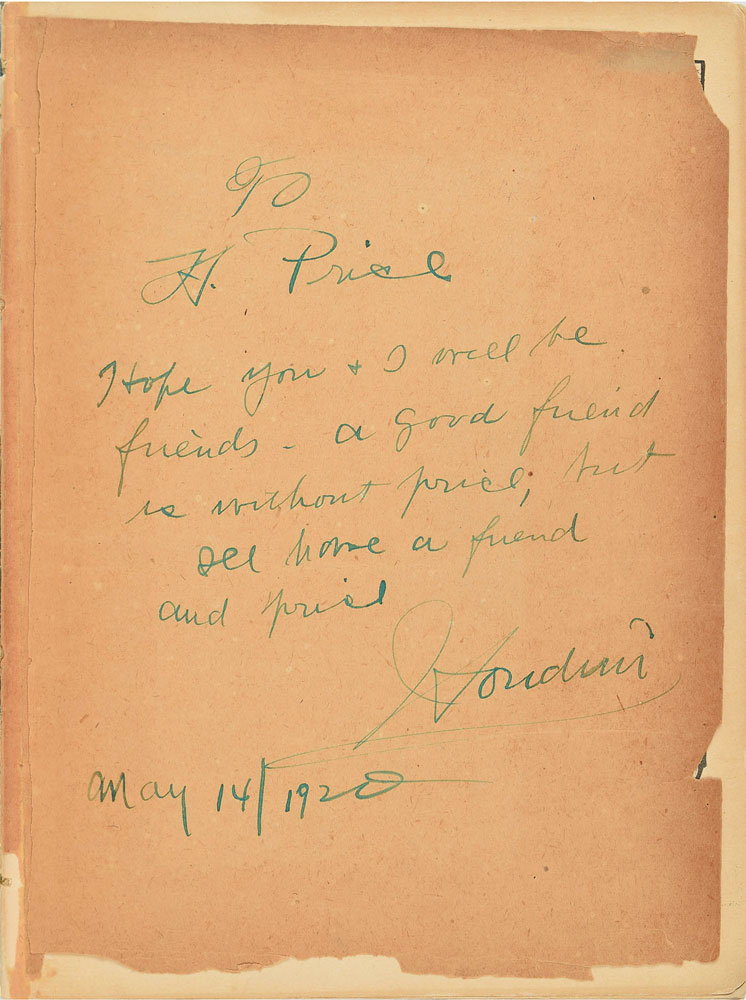 To
H. Price
Hope you + I will be
friends - a good friend
is without price, but
have a friend
and price
Houdini
May 14/1920